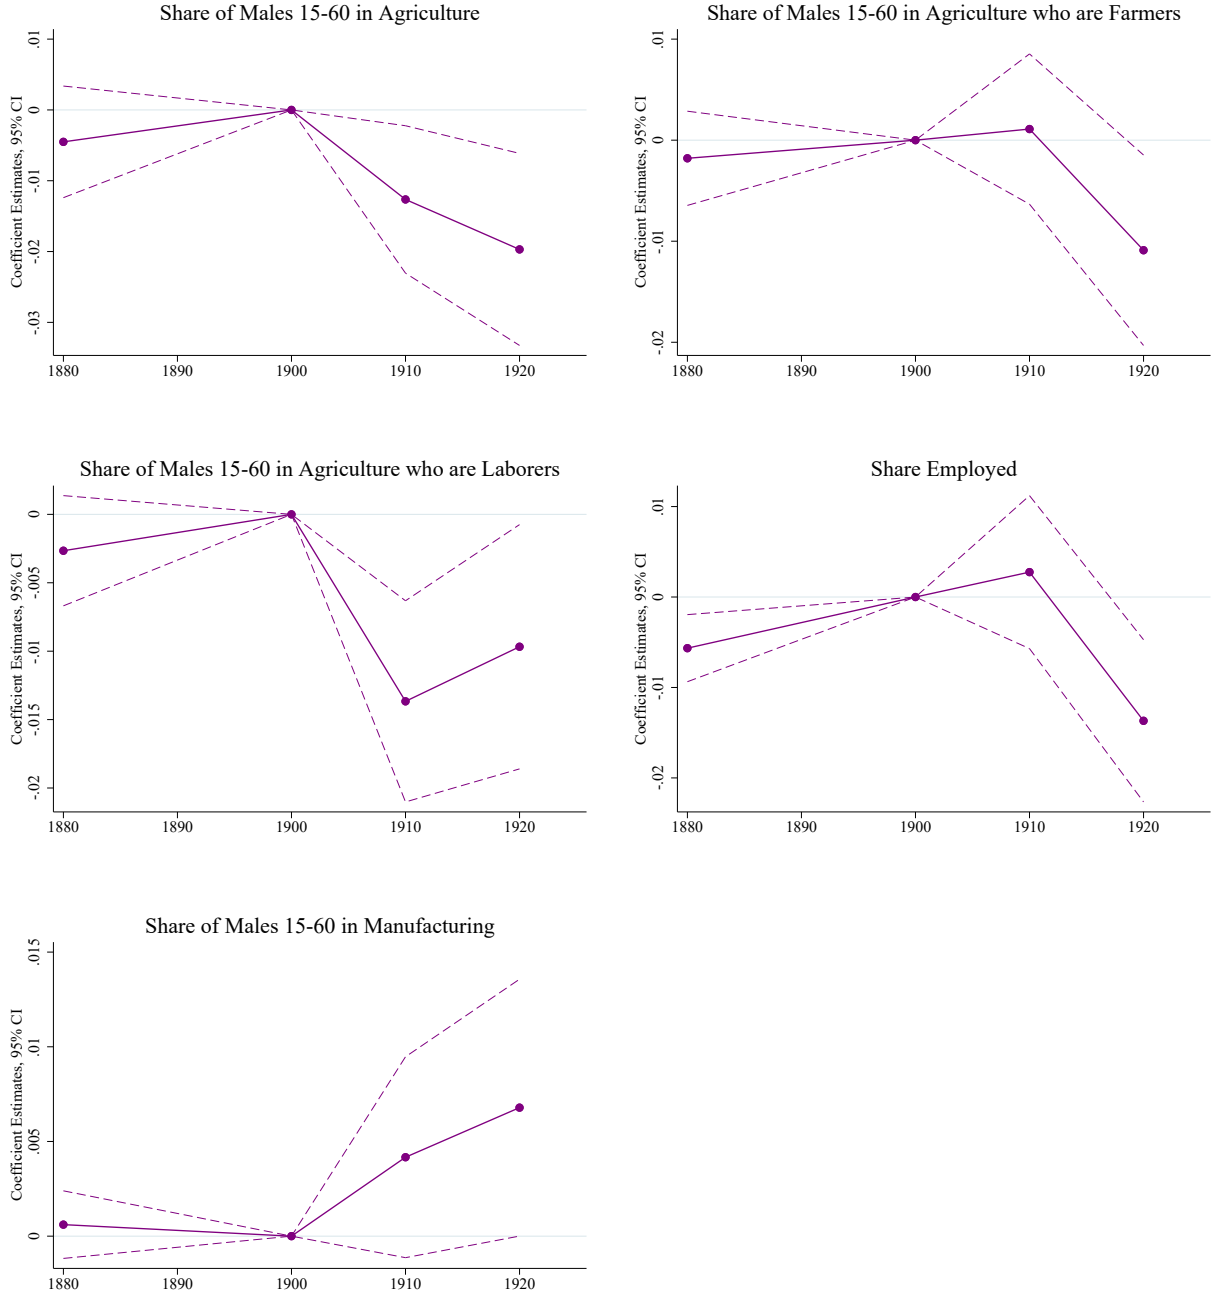 Share of Males 15-60 in Agriculture
Coefficient Estimates, 95% CI
.01
0
-.01
-.02
-.03
1880 1890 1900 1910 1920
Share of Males 15-60 in Agriculture who are Farmers
Coefficient Estimates, 95% CI
.01
0
-.01
-.02
1880 1890 1900 1910 1920
Share of Males 15-60 in Agriculture who are Laborers
Coefficient Estimates, 95% CI
0
-.005
-.01
-.015
-.02
1880 1890 1900 1910 1920
Share Employed
Coefficient Estimates, 95% CI
.01
0
-.01
-.02
1880 1890 1900 1910 1920
Share of Males 15-60 in Manufacturing
Coefficient Estimates, 95% CI
.015
.01
.005
0
1880 1890 1900 1910 1920